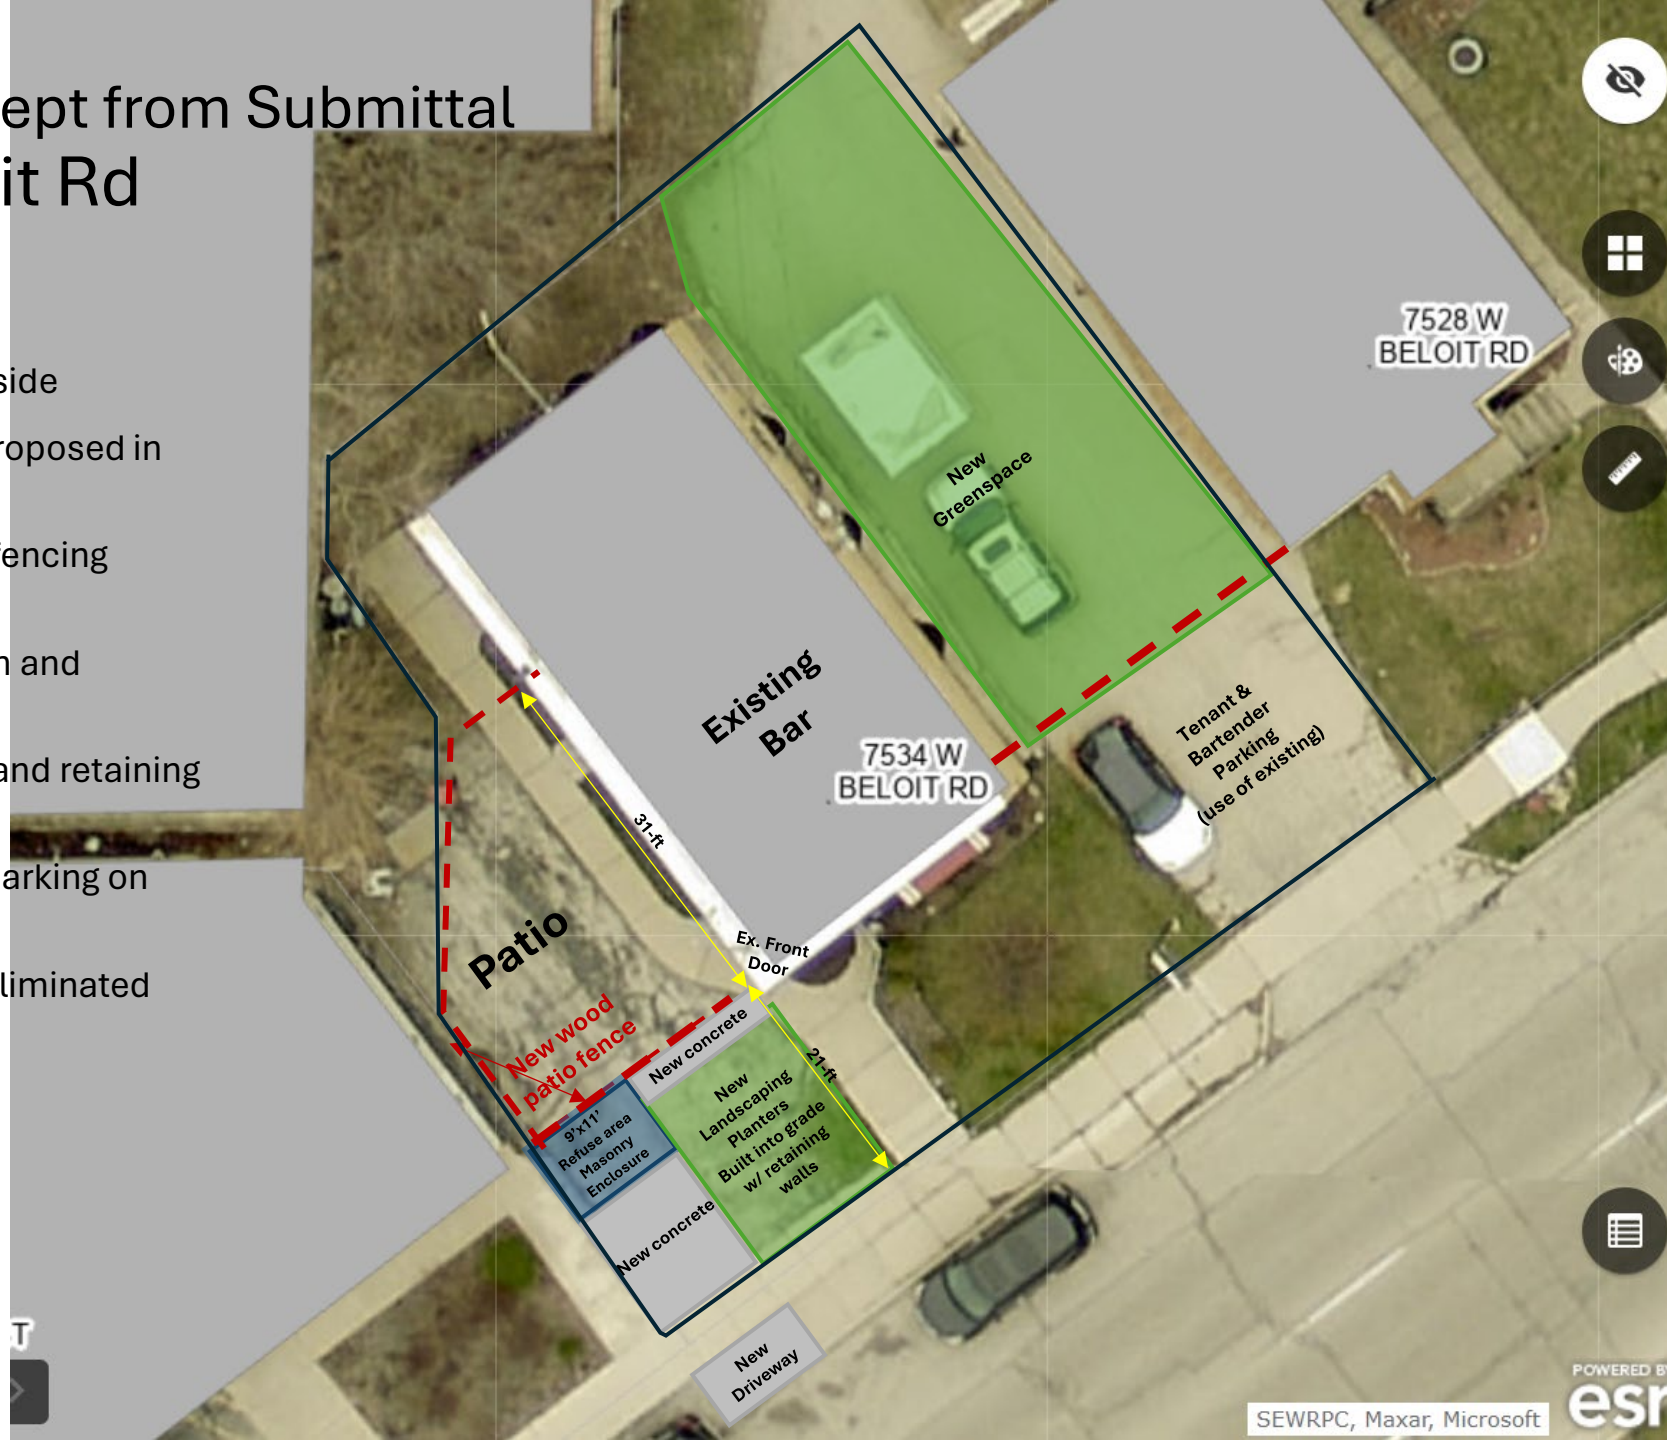 ept from Submittal
it Rd
side
roposed in
encing
n and
and retaining
arking on
liminated
7528 W
BELOIT RD
New
Greenspace
Existing
Bar
7534 W
BELOIT RD
Tenant &
Bartender
Parking
(use of existing)
31-ft
Ex. Front
Door
Patio
New wood
patio fence
New concrete
21-ft
New
Landscaping
Planters
Built into grade
w/ retaining
walls
9'x11'
Refuse area
Masonry
Enclosure
New concrete
New
Driveway
T
POWERED BY
esr
SEWRPC, Maxar, Microsoft